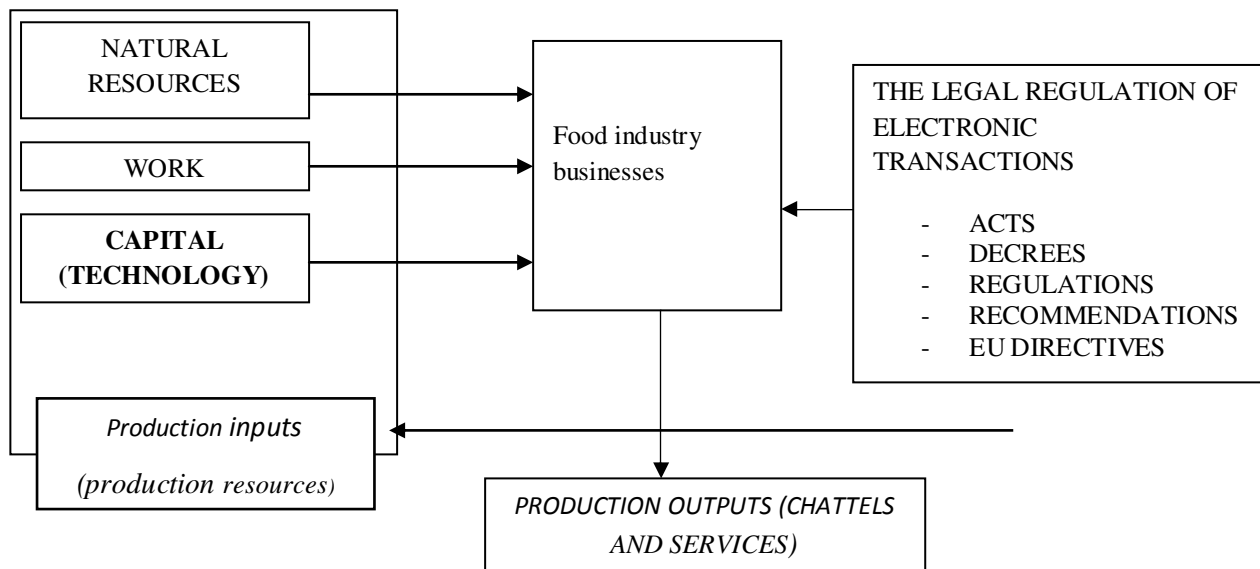 NATURAL
RESOURCES
WORK
CAPITAL
(TECHNOLOGY)
Production inputs
(production resources)
Food industry
businesses
THE LEGAL REGULATION OF
ELECTRONIC
TRANSACTIONS
- ACTS
- DECREES
- REGULATIONS
- RECOMMENDATIONS
- EU DIRECTIVES
PRODUCTION OUTPUTS (CHATTELS
AND SERVICES)